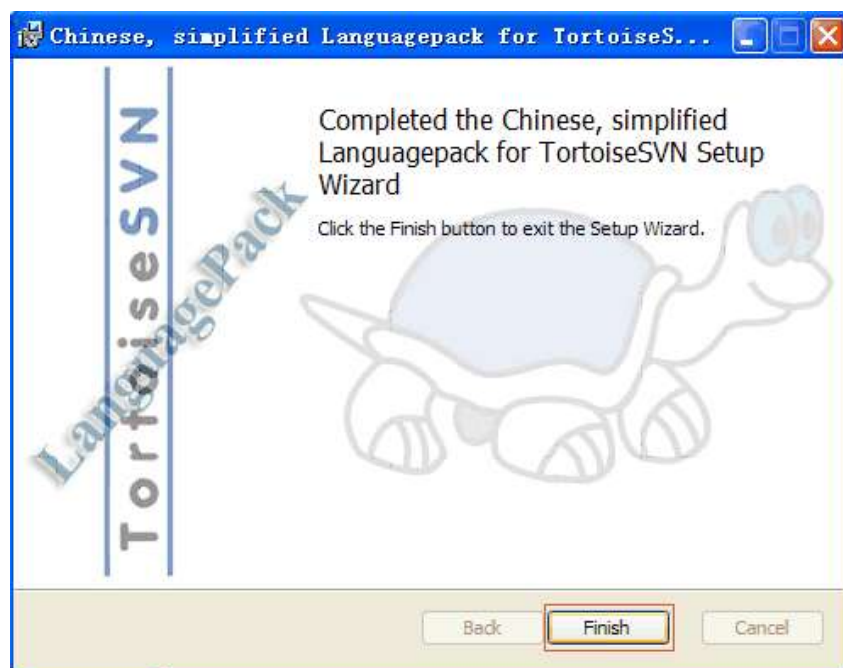 Chinese, simplified Languagepack for TortoiseS...
TortoiseSVN
LanguagePack
Completed the Chinese, simplified
Languagepack for TortoiseSVN Setup
Wizard
Click the Finish button to exit the Setup Wizard.
Back
Finish
Cancel